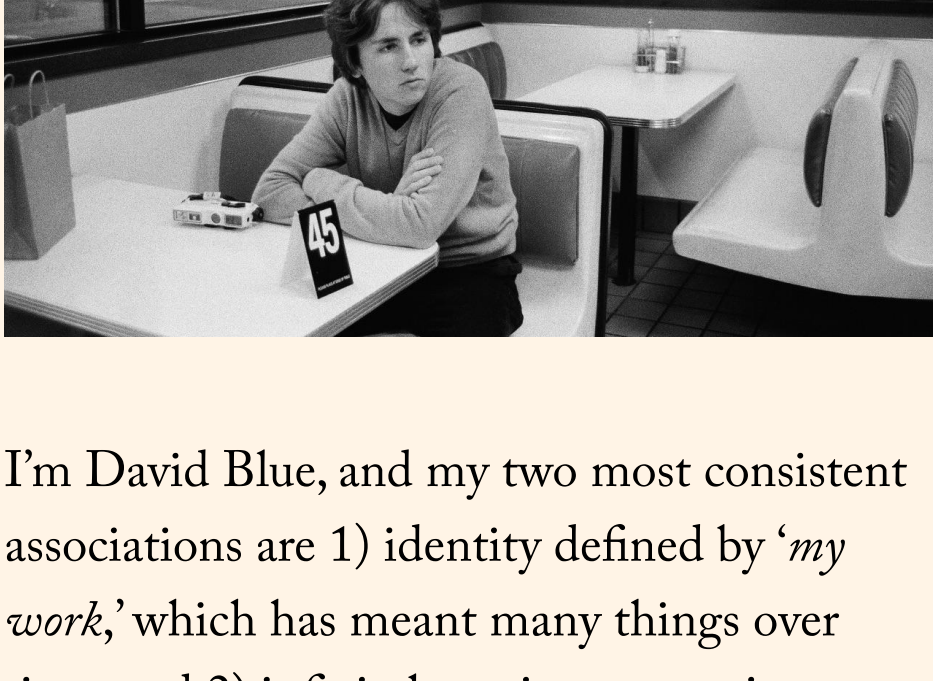 45
I’m David Blue, and my two most consistent
associations are 1) identity defined by ‘my
work,’ which has meant many things over